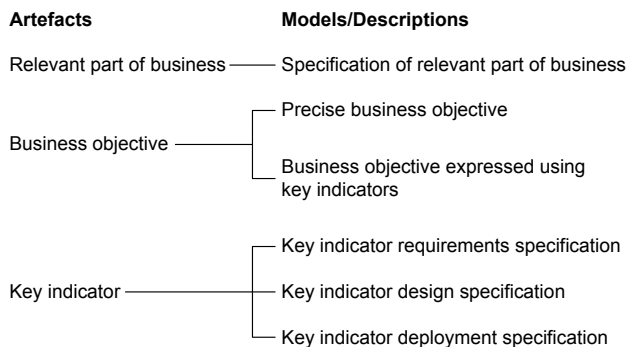 Artefacts Models/Descriptions
Relevant part of business Specification of relevant part of business
Precise business objective
Business objective
Business objective expressed using
key indicators
Key indicator requirements specification
Key indicator Key indicator design specification
Key indicator deployment specification